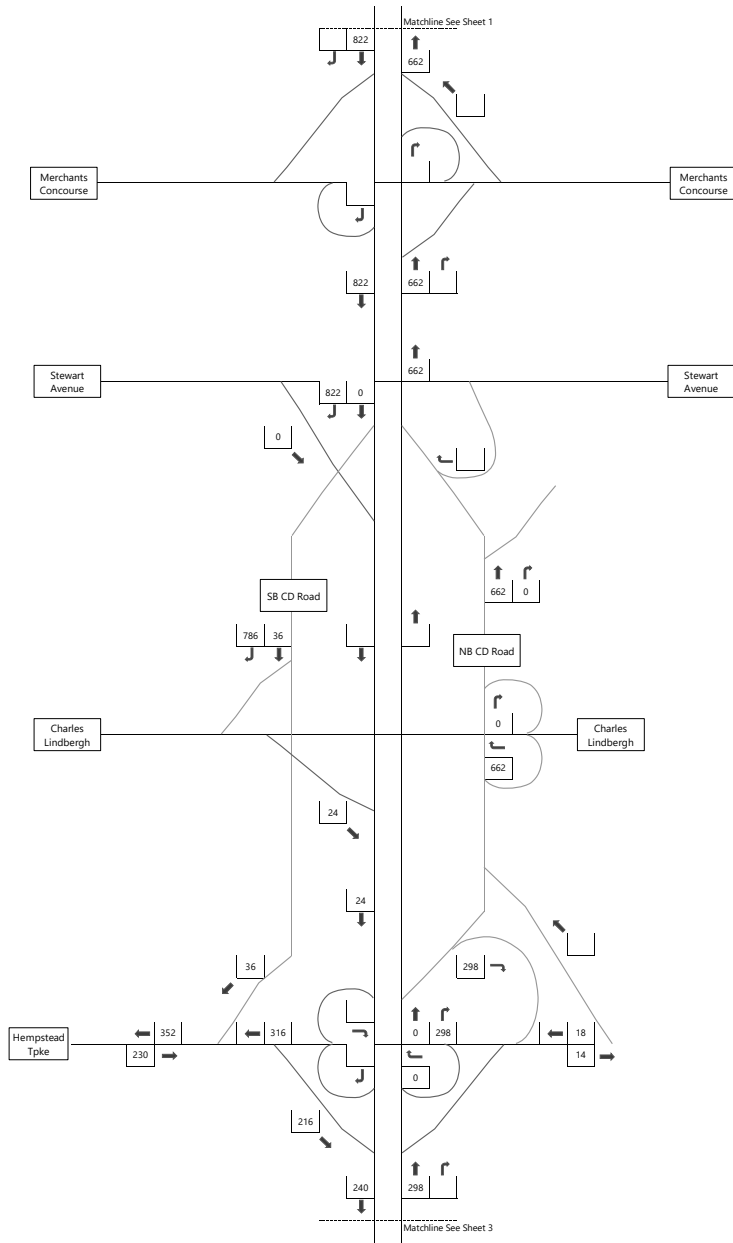 Matchline See Sheet 1
822
662
Merchants
Concourse
Merchants
Concourse
822
662
662
Stewart
Avenue
Stewart
Avenue
822 0
0
662 0
SB CD Road
786 36
NB CD Road
0
Charles
Lindbergh
Charles
Lindbergh
662
24
24
36
298
352
316
0 298
18
Hempstead
Tpke
230
14
0
216
240
298
Matchline See Sheet 3